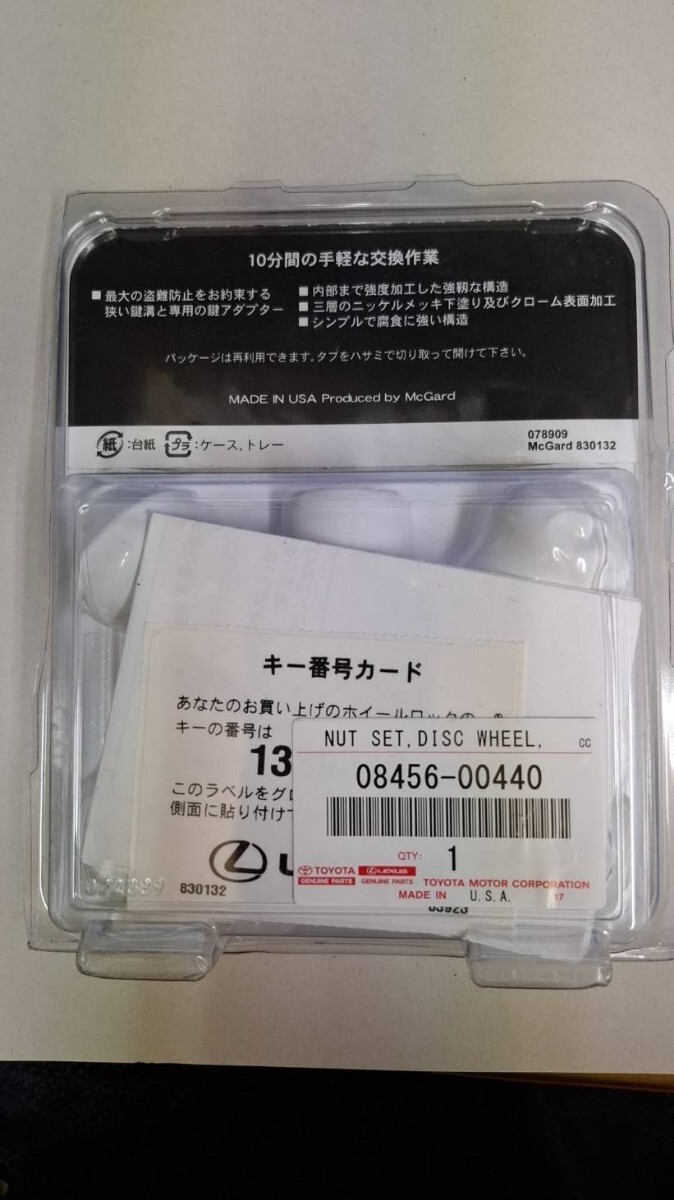 10分間の手軽な交換作業
■ 最大の盗難防止をお約束する
狭い鍵溝と専用の鍵アダプター
■ 内部まで強度加工した強靱な構造
■ 三層のニッケルメッキ下塗り及びクローム表面加工
■ シンプルで腐食に強い構造
パッケージは再利用できます。タブをハサミで切り取って開けて下さい。
MADE IN USA Produced by McGard
紙:台紙 プラ:ケース、トレー
078909
McGard 830132
キー番号カード
あなたのお買い上げのホイールロックの
キーの番号は
13
このラベルをグロ
側面に貼り付け
830132
NUT SET,DISC WHEEL, CC
08456-00440
QTY: 1
TOYOTA
GENUINE PARTS
LEXUS
GENUINE PARTS
TOYOTA MOTOR CORPORATION
MADE IN U.S.A. 17
03923